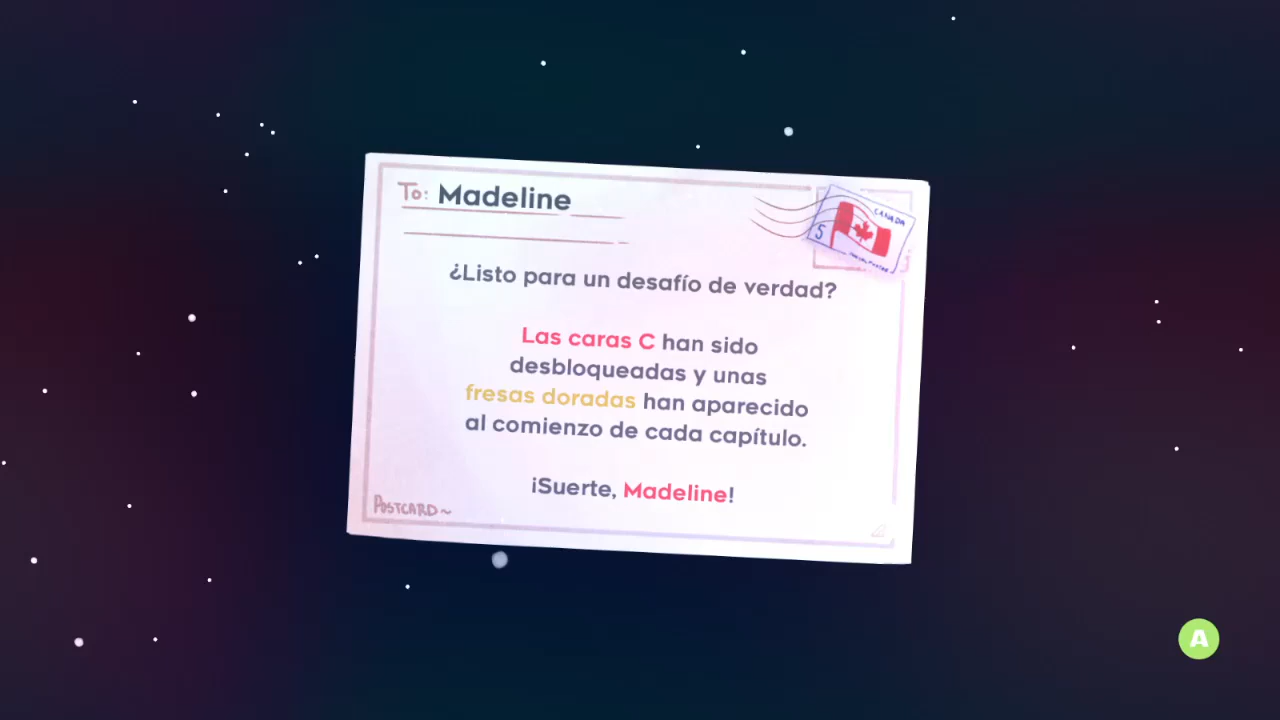 To: Madeline
CANADA
5
¿Listo para un desafío de verdad?
Las caras C han sido
desbloqueadas y unas
fresas doradas han aparecido
al comienzo de cada capítulo.
¡Suerte, Madeline!
POSTCARD~
A